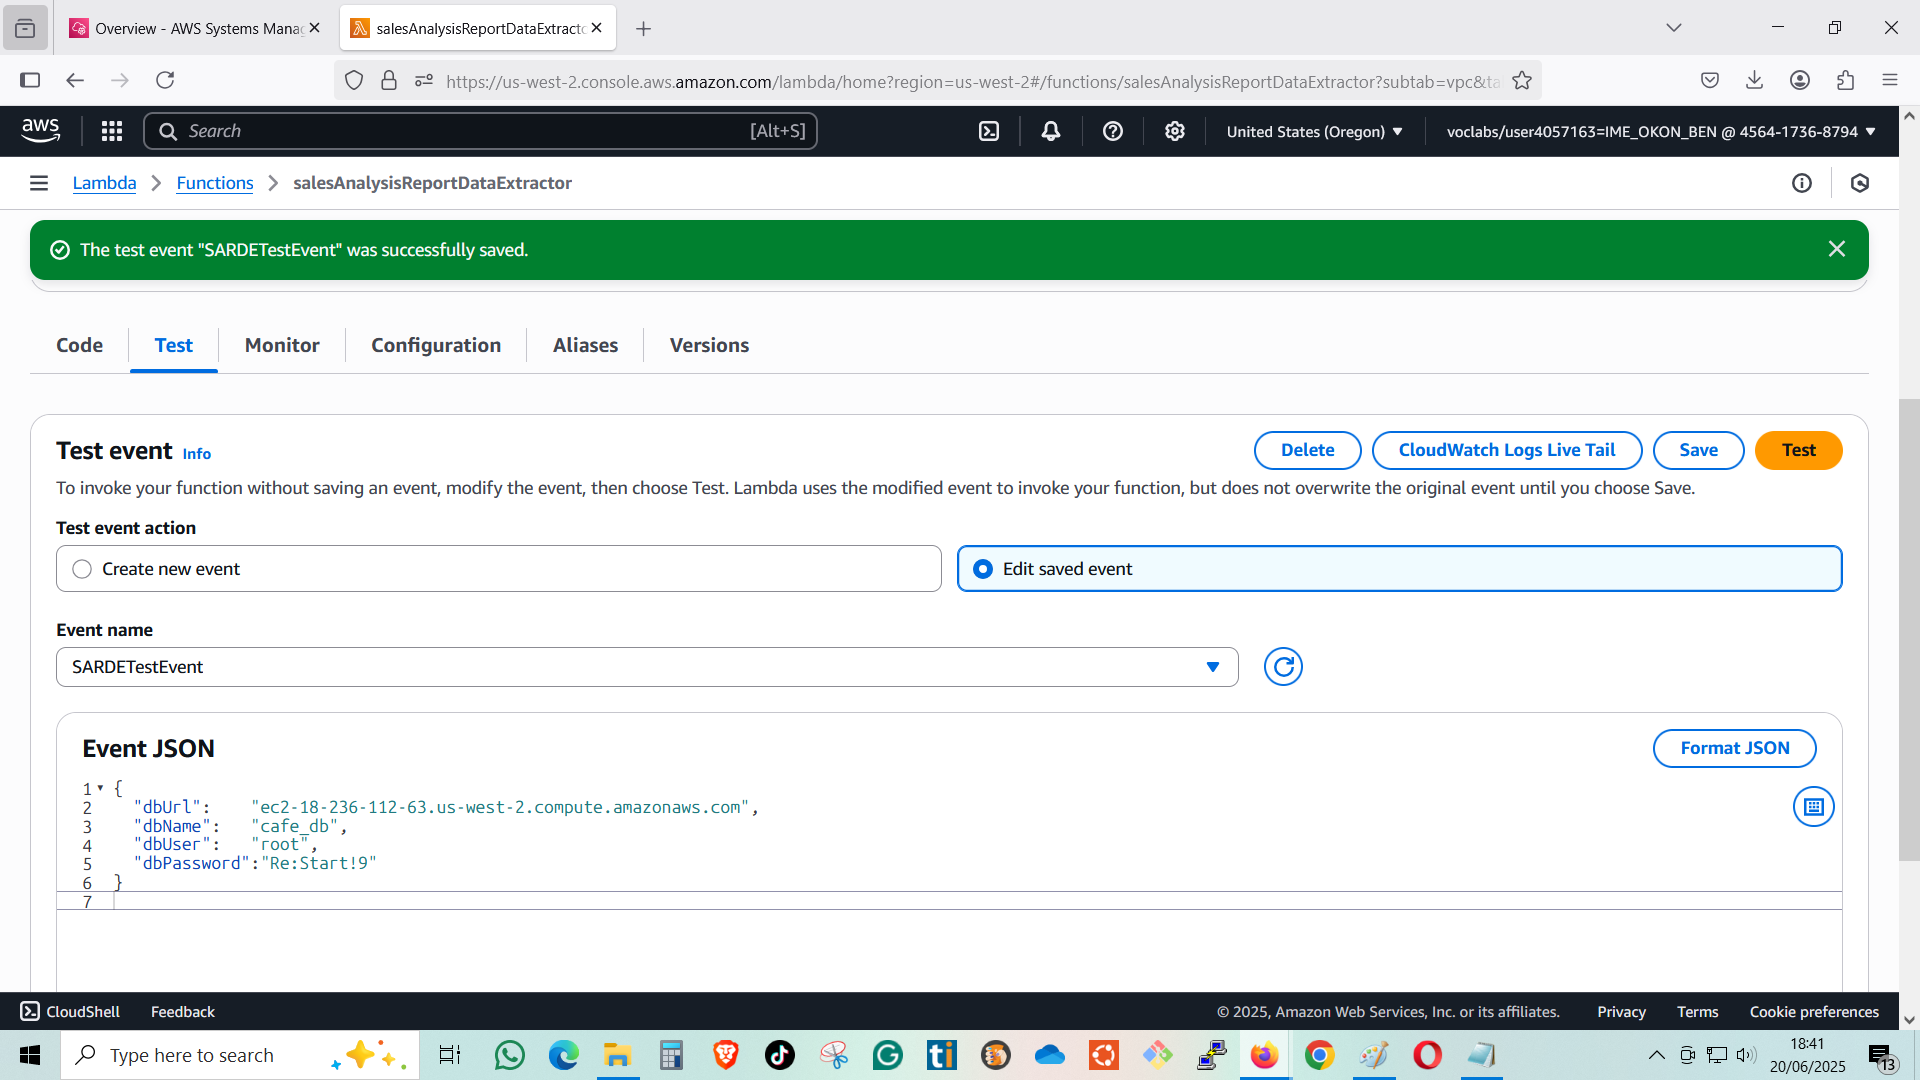 Overview - AWS Systems Manag
salesAnalysisReportDataExtracto
https://us-west-2.console.aws.amazon.com/lambda/home?region=us-west-2#/functions/salesAnalysisReportDataExtractor?subtab=vpc&ta
aws
Search
[Alt+S]
United States (Oregon)
voclabs/user4057163=IME_OKON_BEN @ 4564-1736-8794
Lambda
Functions
salesAnalysisReportDataExtractor
The test event "SARDETestEvent" was successfully saved.
Code
Test
Monitor
Configuration
Aliases
Versions
Test event Info
Delete
CloudWatch Logs Live Tail
Save
Test
To invoke your function without saving an event, modify the event, then choose Test. Lambda uses the modified event to invoke your function, but does not overwrite the original event until you choose Save.
Test event action
Create new event
Edit saved event
Event name
SARDETestEvent
Event JSON
Format JSON
1 {
2 "dbUrl": "ec2-18-236-112-63.us-west-2.compute.amazonaws.com",
3 "dbName": "cafe_db",
4 "dbUser": "root",
5 "dbPassword":"Re:Start!9"
6 }
7
CloudShell
Feedback
© 2025, Amazon Web Services, Inc. or its affiliates.
Privacy
Terms
Cookie preferences
Type here to search
ti
18:41
20/06/2025
13